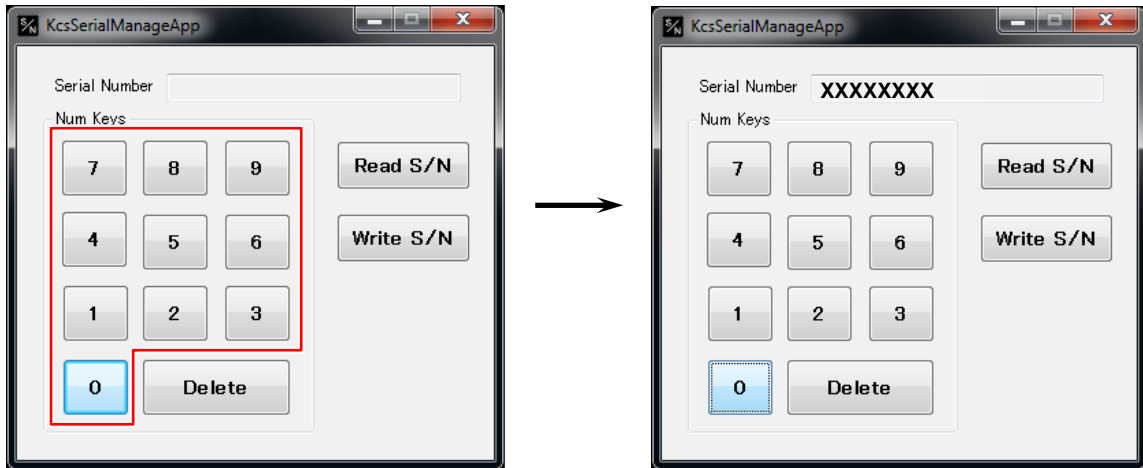 KcsSerialManageApp
Serial Number
Num Keys
7 8 9
Read S/N
4 5 6
Write S/N
1 2 3
0 Delete
KcsSerialManageApp
Serial Number XXXXXXXX
Num Keys
7 8 9
Read S/N
4 5 6
Write S/N
1 2 3
0 Delete